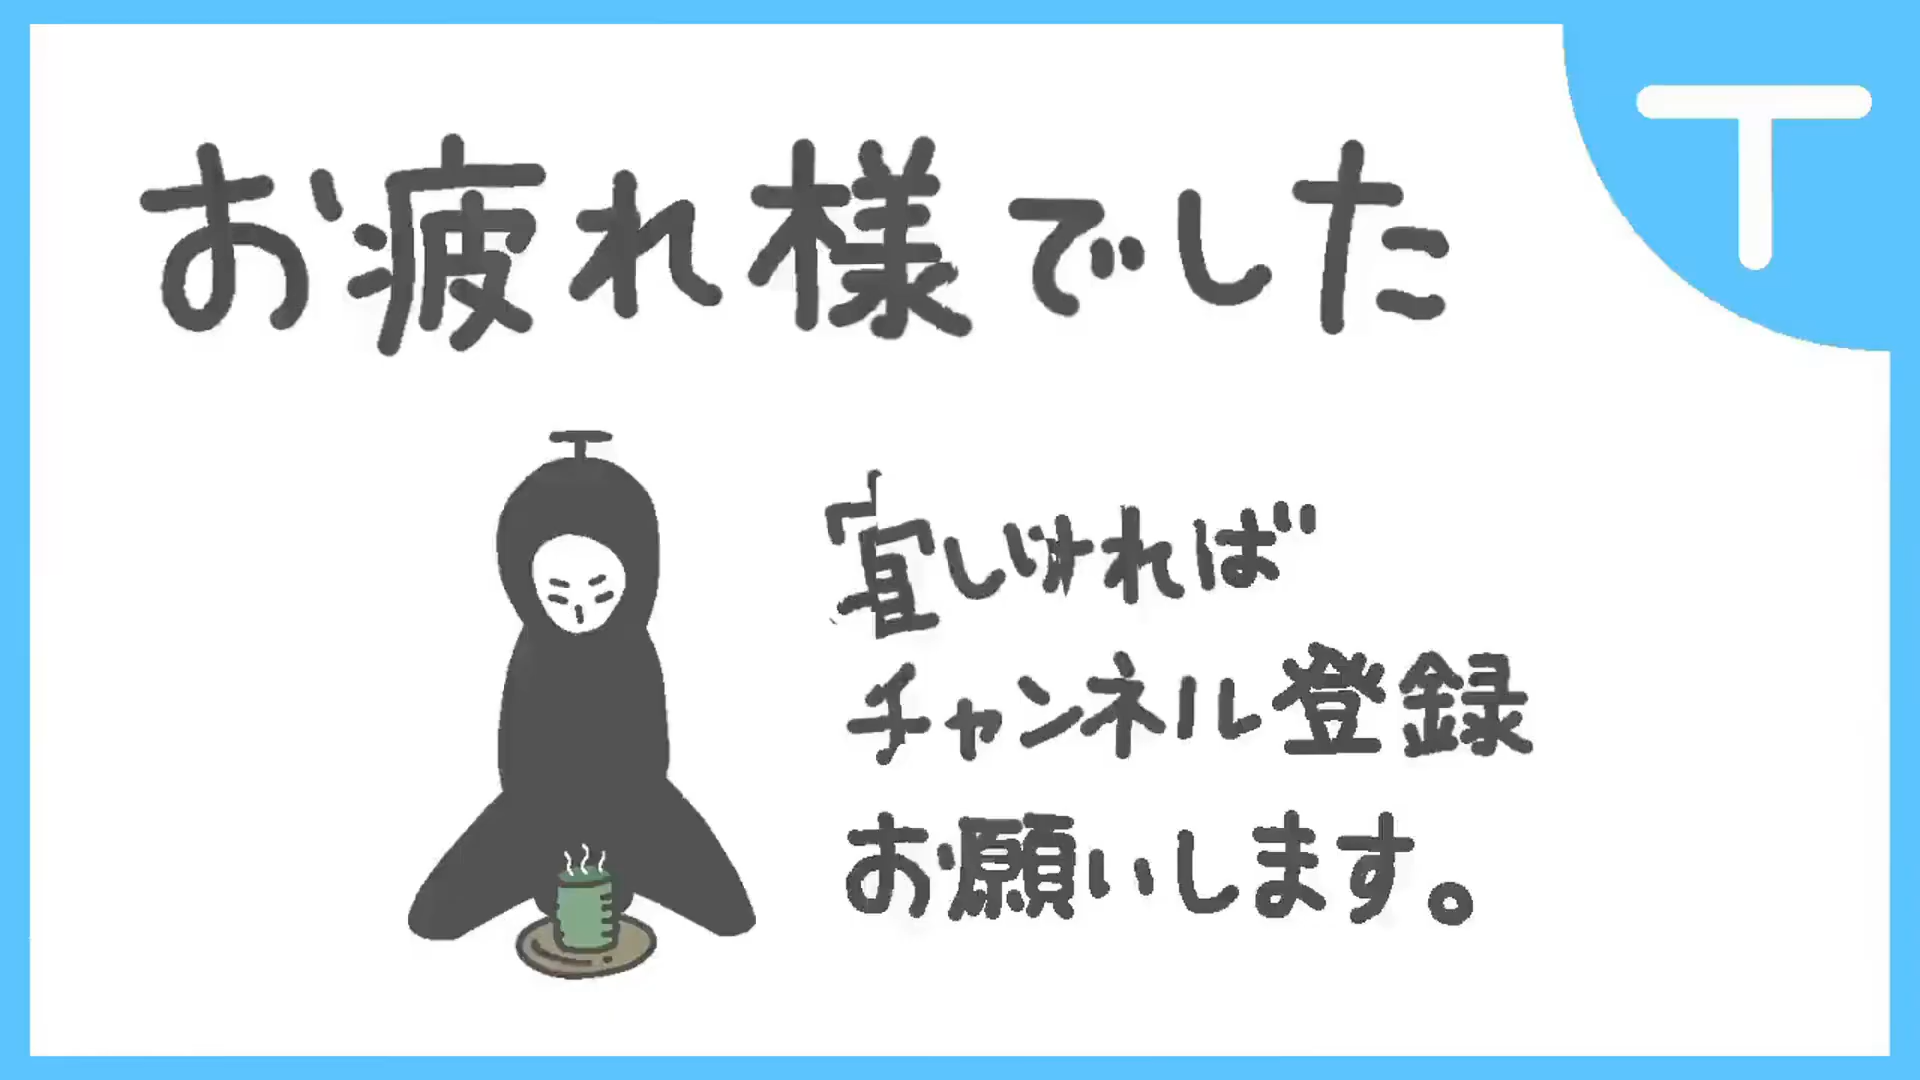 T
お疲れ様でした
宜しければ
チャンネル登録
お願いします。